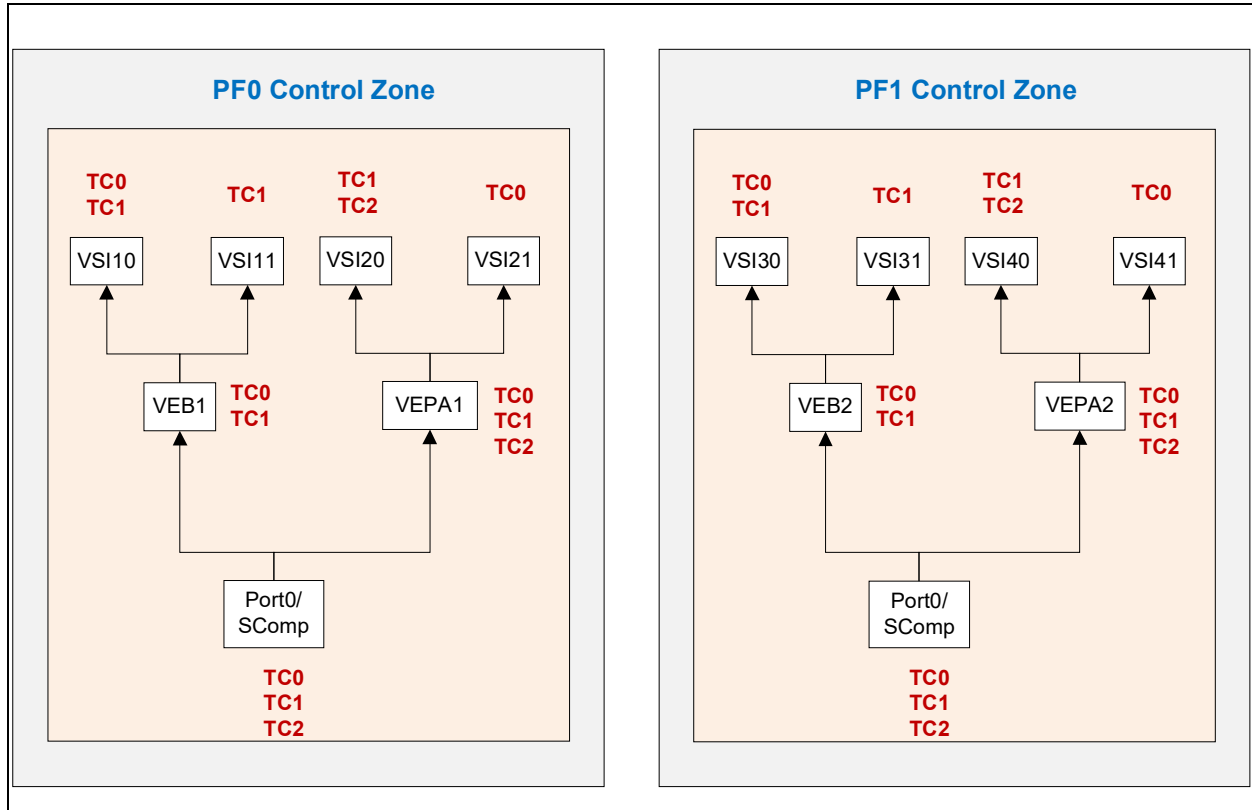 PF0 Control Zone
TC0
TC1
TC1
TC1
TC2
TC0
VSI10
VSI11
VSI20
VSI21
VEB1
TC0
TC1
VEPA1
TC0
TC1
TC2
Port0/
SComp
TC0
TC1
TC2
PF1 Control Zone
TC0
TC1
TC1
TC1
TC2
TC0
VSI30
VSI31
VSI40
VSI41
VEB2
TC0
TC1
VEPA2
TC0
TC1
TC2
Port0/
SComp
TC0
TC1
TC2